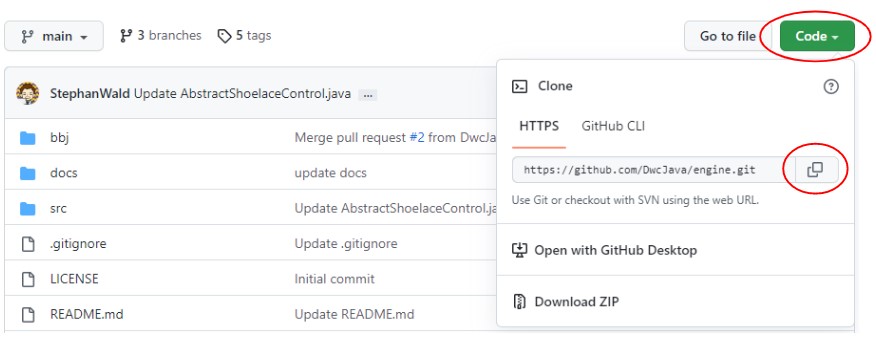 main 3 branches 5 tags Go to file Code
StephanWald Update AbstractShoelaceControl.java ...
Clone
HTTPS GitHub CLI
https://github.com/DwcJava/engine.git
Use Git or checkout with SVN using the web URL.
Open with GitHub Desktop
Download ZIP
bbj Merge pull request #2 from DwcJa
docs update docs
src Update AbstractShoelaceControl.ja
.gitignore Update .gitignore
LICENSE Initial commit
README.md Update README.md